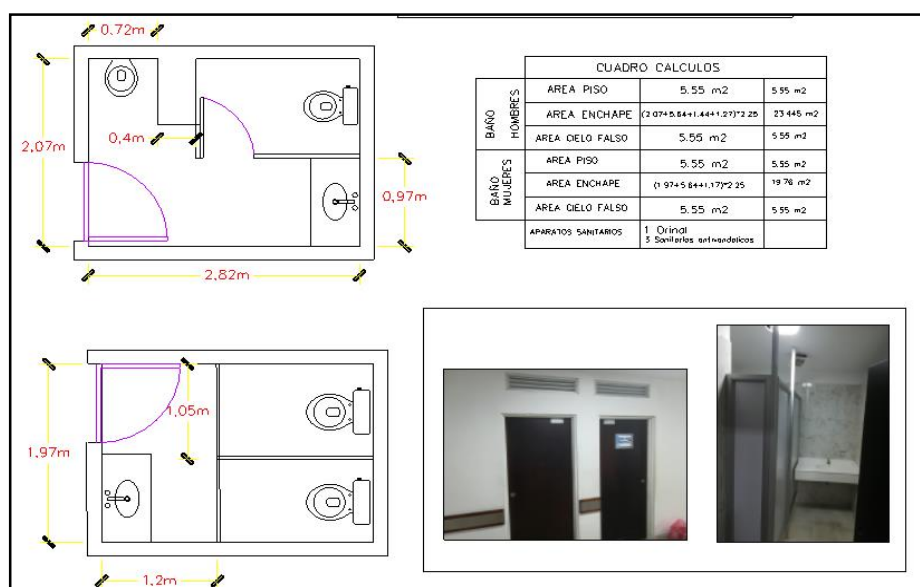 0.72m
2,07m
0,4m
0,97m
2,82m
CUADRO CALCULOS
BAÑO HOMBRES
AREA PISO 5.55 m2 5.55 m2
AREA ENCHAPE (2.07+5.64+1.44+1.27)*2.25 23.445 m2
AREA CIELO FALSO 5.55 m2 5.55 m2
BAÑO MUJERES
AREA PISO 5.55 m2 5.55 m2
AREA ENCHAPE (1.97+5.64+1.17)*2.25 19.76 m2
AREA CIELO FALSO 5.55 m2 5.55 m2
APARATOS SANITARIOS 1 Orinal
3 Sanitarios antivandalicos
1,05m
1,97m
1,2m